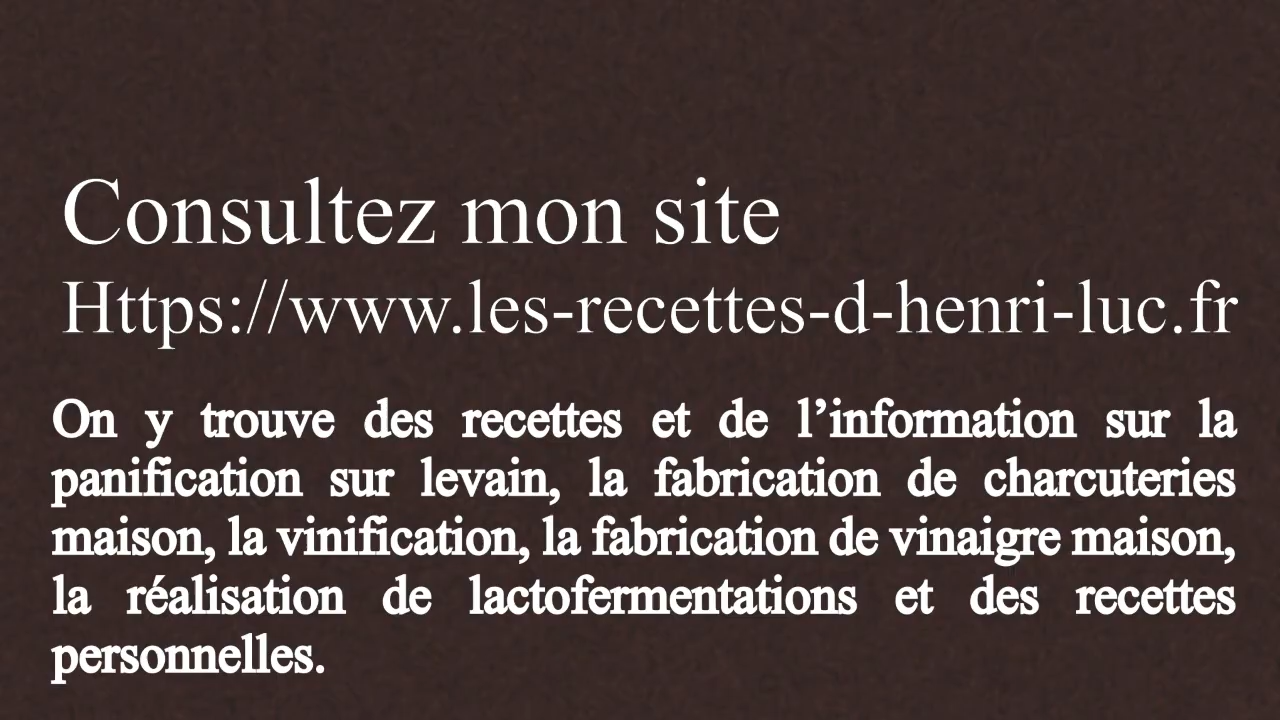 Consultez mon site
Https://www.les-recettes-d-henri-luc.fr
On y trouve des recettes et de l’information sur la
panification sur levain, la fabrication de charcuteries
maison, la vinification, la fabrication de vinaigre maison,
la réalisation de lactofermentations et des recettes
personnelles.